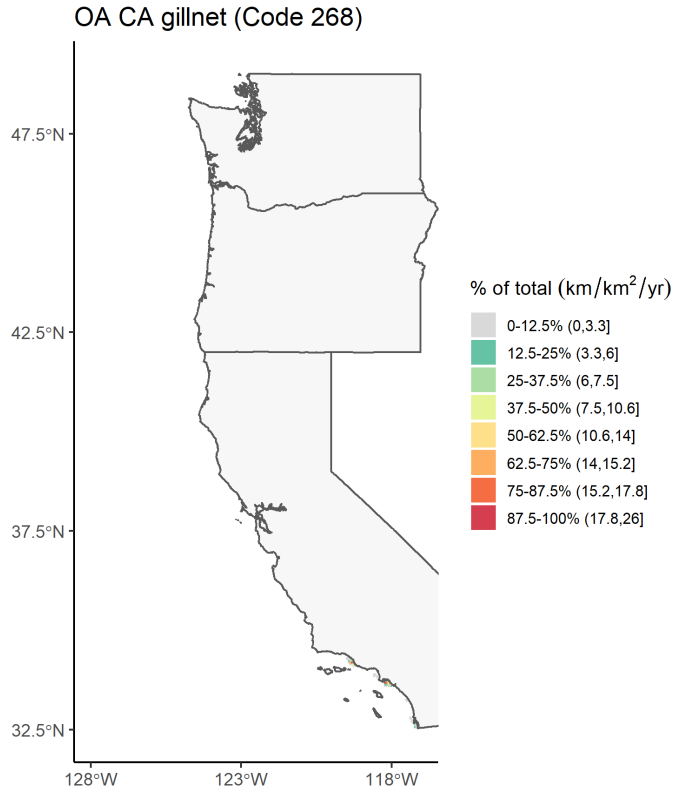 OA CA gillnet (Code 268)
47.5°N
42.5°N
37.5°N
32.5°N
128°W
123°W
118°W
% of total (km/km²/yr)
0-12.5% (0,3.3]
12.5-25% (3.3,6]
25-37.5% (6,7.5]
37.5-50% (7.5,10.6]
50-62.5% (10.6,14]
62.5-75% (14,15.2]
75-87.5% (15.2,17.8]
87.5-100% (17.8,26]